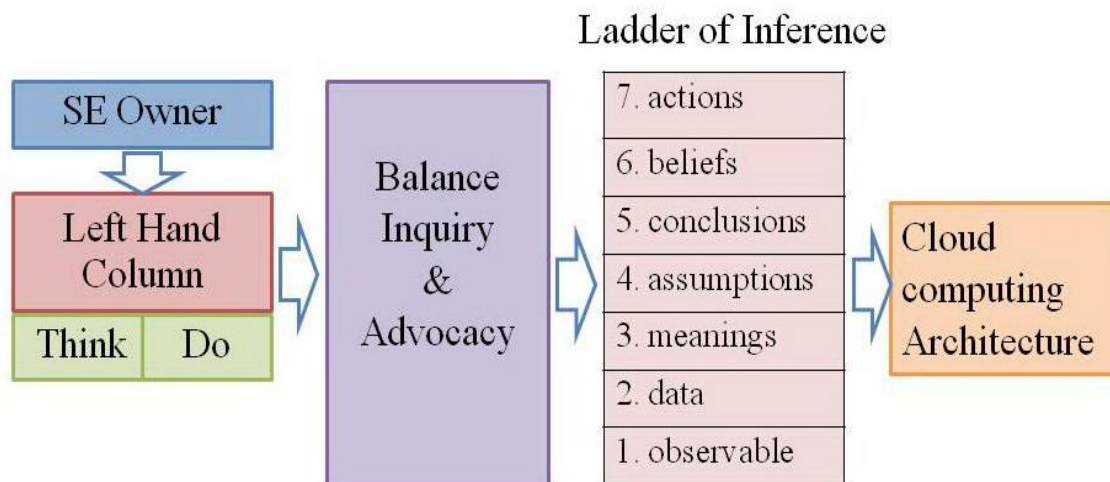 Ladder of Inference
SE Owner
Left Hand
Column
Think
Do
Balance
Inquiry
&
Advocacy
7. actions
6. beliefs
5. conclusions
4. assumptions
3. meanings
2. data
1. observable
Cloud
computing
Architecture